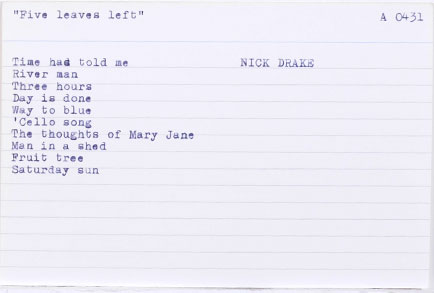 "Five leaves left" A 0431
Time had told me NICK DRAKE
River man
Three hours
Day is done
Way to blue
'Cello song
The thoughts of Mary Jane
Man in a shed
Fruit tree
Saturday sun